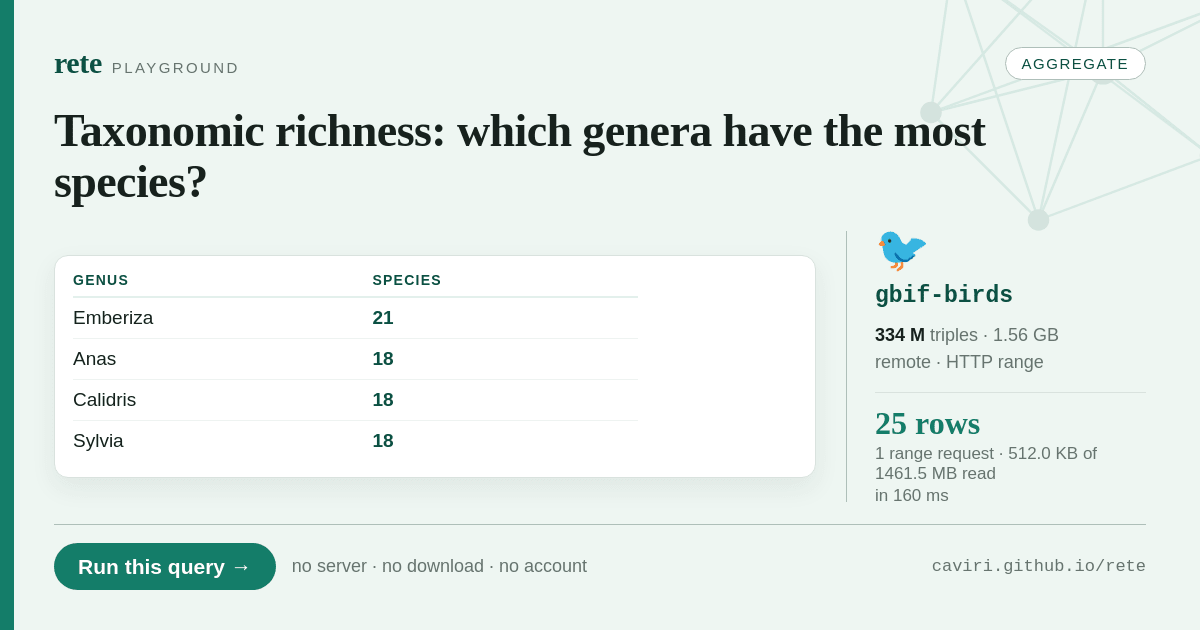 rete PLAYGROUND
AGGREGATE
Taxonomic richness: which genera have the most
species?
GENUS SPECIES
Emberiza 21
Anas 18
Calidris 18
Sylvia 18
gbif-birds
334 M triples · 1.56 GB
remote · HTTP range
25 rows
1 range request · 512.0 KB of
1461.5 MB read
in 160 ms
Run this query →
no server · no download · no account
caviri.github.io/rete